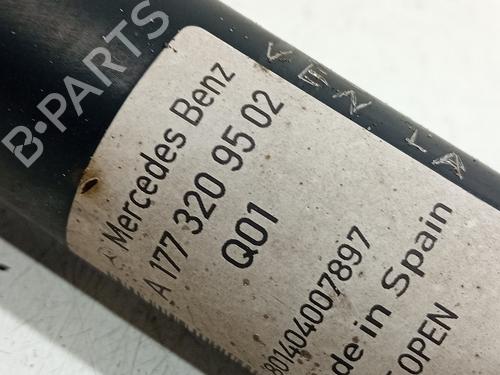 B-PARTS
Mercedes Benz
A 177 320 95 02
Q01
801404007897
de in Spain
OPEN